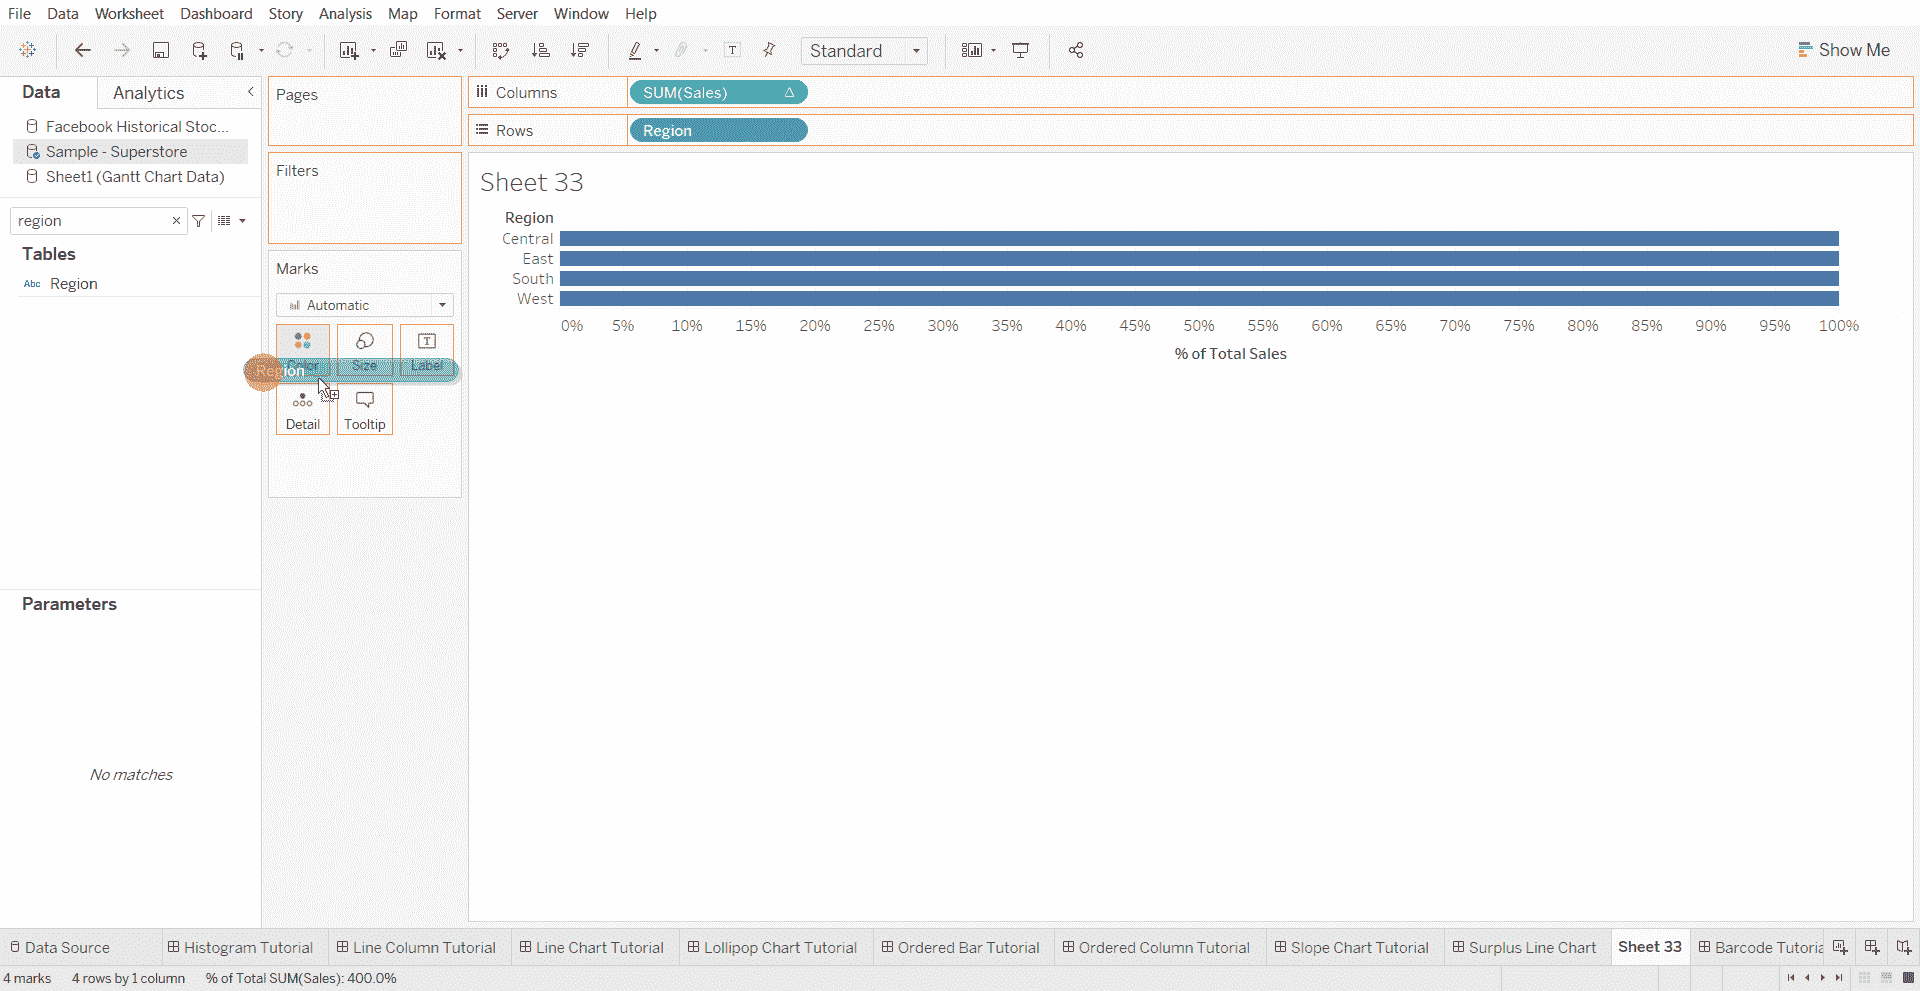 File Data Worksheet Dashboard Story Analysis Map Format Server Window Help
Standard
Show Me
Data Analytics
Facebook Historical Stoc...
Sample - Superstore
Sheet1 (Gantt Chart Data)
region
Tables
Abc Region
Parameters
No matches
Pages
Filters
Marks
Automatic
Color Size Label
Region
Detail Tooltip
Columns SUM(Sales)
Rows Region
Sheet 33
Region
Central
East
South
West
0% 5% 10% 15% 20% 25% 30% 35% 40% 45% 50% 55% 60% 65% 70% 75% 80% 85% 90% 95% 100%
% of Total Sales
Data Source Histogram Tutorial Line Column Tutorial Line Chart Tutorial Lollipop Chart Tutorial Ordered Bar Tutorial Ordered Column Tutorial Slope Chart Tutorial Surplus Line Chart Sheet 33 Barcode Tutoria
4 marks 4 rows by 1 column % of Total SUM(Sales): 400.0%